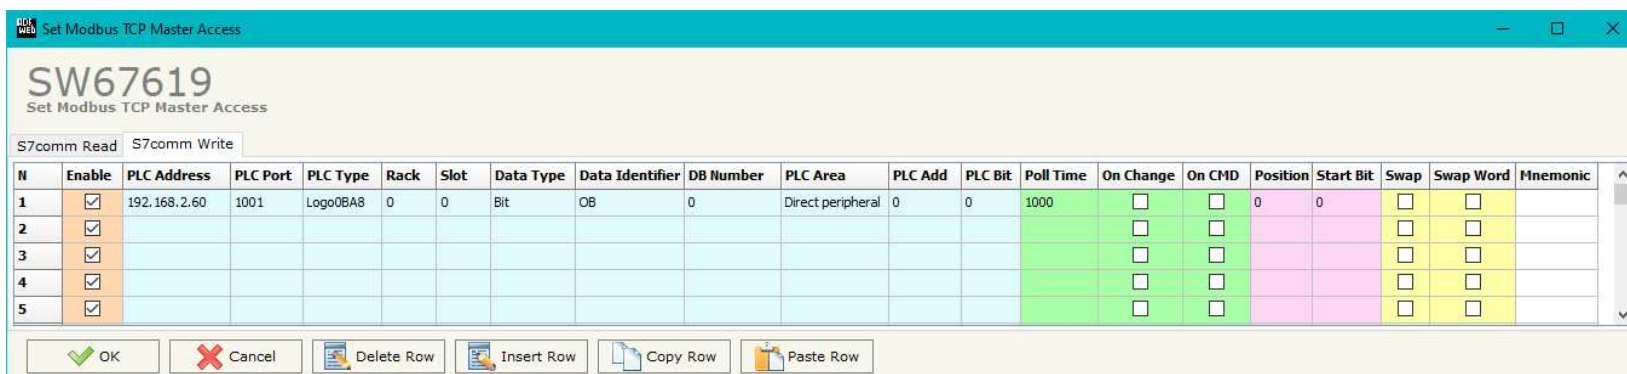 ADF WEB Set Modbus TCP Master Access
SW67619
Set Modbus TCP Master Access
S7comm Read S7comm Write
N Enable PLC Address PLC Port PLC Type Rack Slot Data Type Data Identifier DB Number PLC Area PLC Add PLC Bit Poll Time On Change On CMD Position Start Bit Swap Swap Word Mnemonic
1 192.168.2.60 1001 Logo0BA8 0 0 Bit OB 0 Direct peripheral 0 0 1000 0 0
2
3
4
5
OK Cancel Delete Row Insert Row Copy Row Paste Row